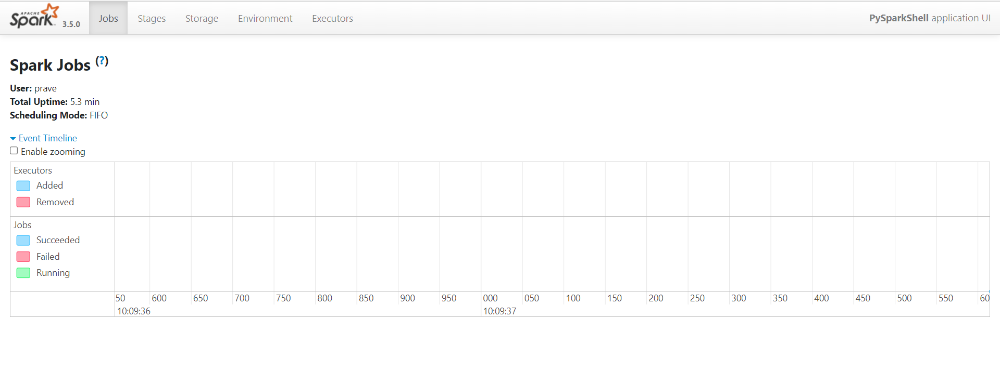 APACHE
Spark 3.5.0 Jobs Stages Storage Environment Executors PySparkShell application UI
Spark Jobs (?)
User: prave
Total Uptime: 5.3 min
Scheduling Mode: FIFO
Event Timeline
Enable zooming
Executors
Added
Removed
Jobs
Succeeded
Failed
Running
50 600 650 700 750 800 850 900 950 000 050 100 150 200 250 300 350 400 450 500 550 60
10:09:36 10:09:37